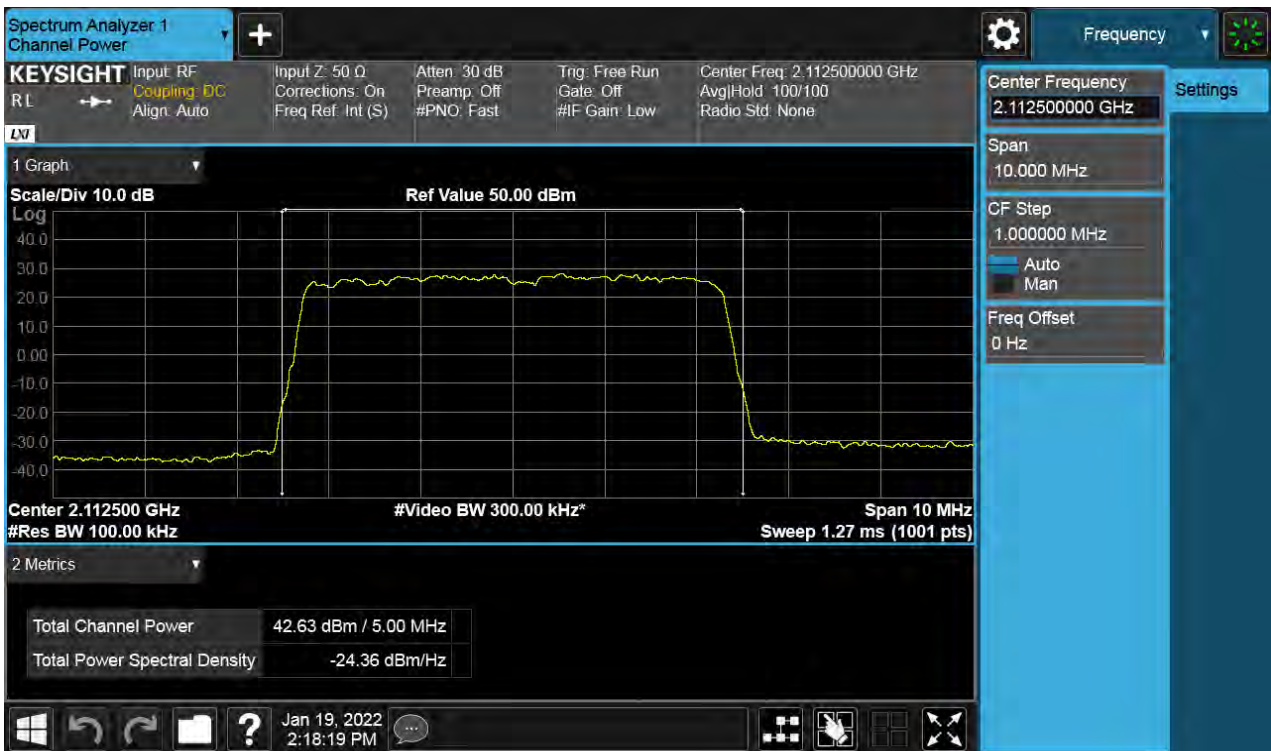 Spectrum Analyzer 1
Channel Power
Frequency
KEYSIGHT
RL
LXI
Input: RF
Coupling: DC
Align: Auto
Input Z: 50 Ω
Corrections: On
Freq Ref: Int (S)
Atten: 30 dB
Preamp: Off
#PNO: Fast
Trig: Free Run
Gate: Off
#IF Gain: Low
Center Freq: 2.112500000 GHz
Avg|Hold: 100/100
Radio Std: None
Center Frequency
2.112500000 GHz
Settings
Span
10.000 MHz
CF Step
1.000000 MHz
Auto
Man
Freq Offset
0 Hz
1 Graph
Scale/Div 10.0 dB
Ref Value 50.00 dBm
Log
40.0
30.0
20.0
10.0
0.00
-10.0
-20.0
-30.0
-40.0
Center 2.112500 GHz
#Video BW 300.00 kHz*
Span 10 MHz
#Res BW 100.00 kHz
Sweep 1.27 ms (1001 pts)
2 Metrics
Total Channel Power 42.63 dBm / 5.00 MHz
Total Power Spectral Density -24.36 dBm/Hz
?
Jan 19, 2022
2:18:19 PM